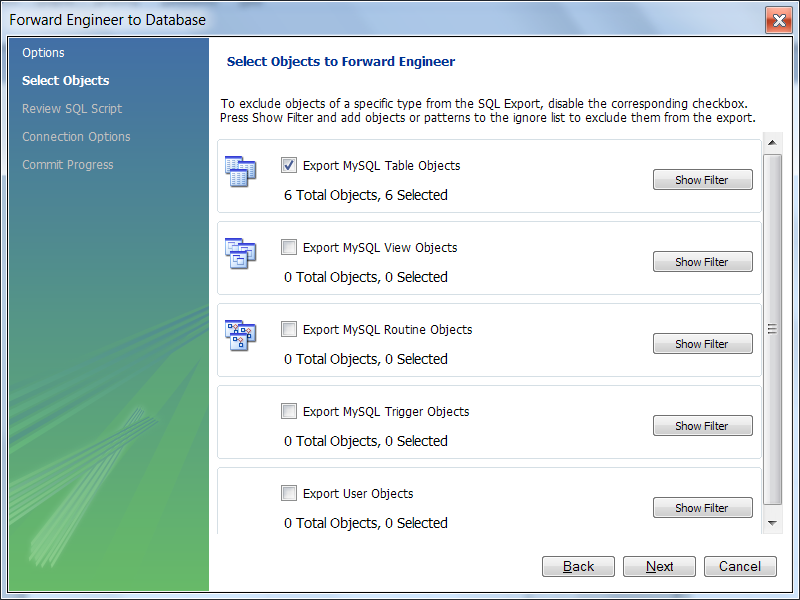 Forward Engineer to Database
Options
Select Objects
Review SQL Script
Connection Options
Commit Progress
Select Objects to Forward Engineer
To exclude objects of a specific type from the SQL Export, disable the corresponding checkbox.
Press Show Filter and add objects or patterns to the ignore list to exclude them from the export.
Export MySQL Table Objects
6 Total Objects, 6 Selected
Show Filter
Export MySQL View Objects
0 Total Objects, 0 Selected
Show Filter
Export MySQL Routine Objects
0 Total Objects, 0 Selected
Show Filter
Export MySQL Trigger Objects
0 Total Objects, 0 Selected
Show Filter
Export User Objects
0 Total Objects, 0 Selected
Show Filter
Back Next Cancel